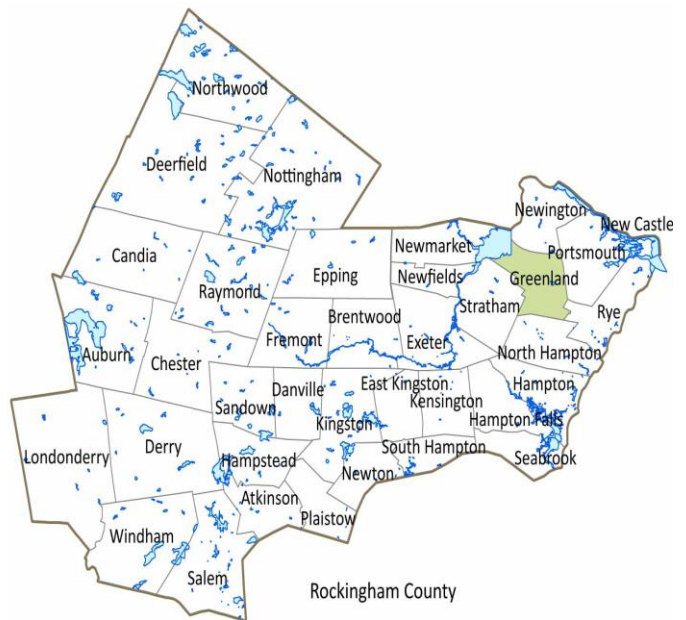 Northwood
Deerfield
Nottingham
Newington
New Castle
Candia
Newmarket
Portsmouth
Epping
Newfields
Greenland
Raymond
Stratham
Rye
Brentwood
Fremont
Exeter
Auburn
Chester
North Hampton
Danville
East Kingston
Hampton
Sandown
Kingston
Kensington
Hampton Falls
Derry
South Hampton
Londonderry
Hampstead
Newton
Seabrook
Atkinson
Plaistow
Windham
Salem
Rockingham County